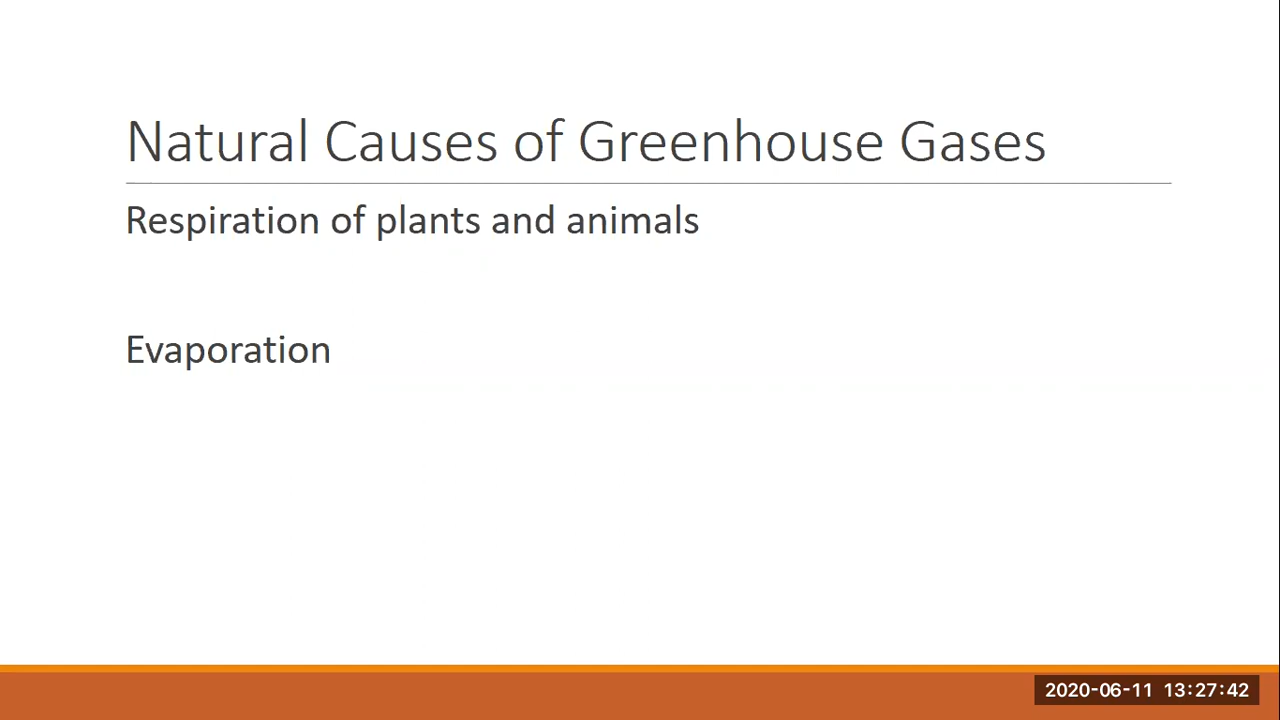 Natural Causes of Greenhouse Gases
Respiration of plants and animals
Evaporation
2020-06-11 13:27:42